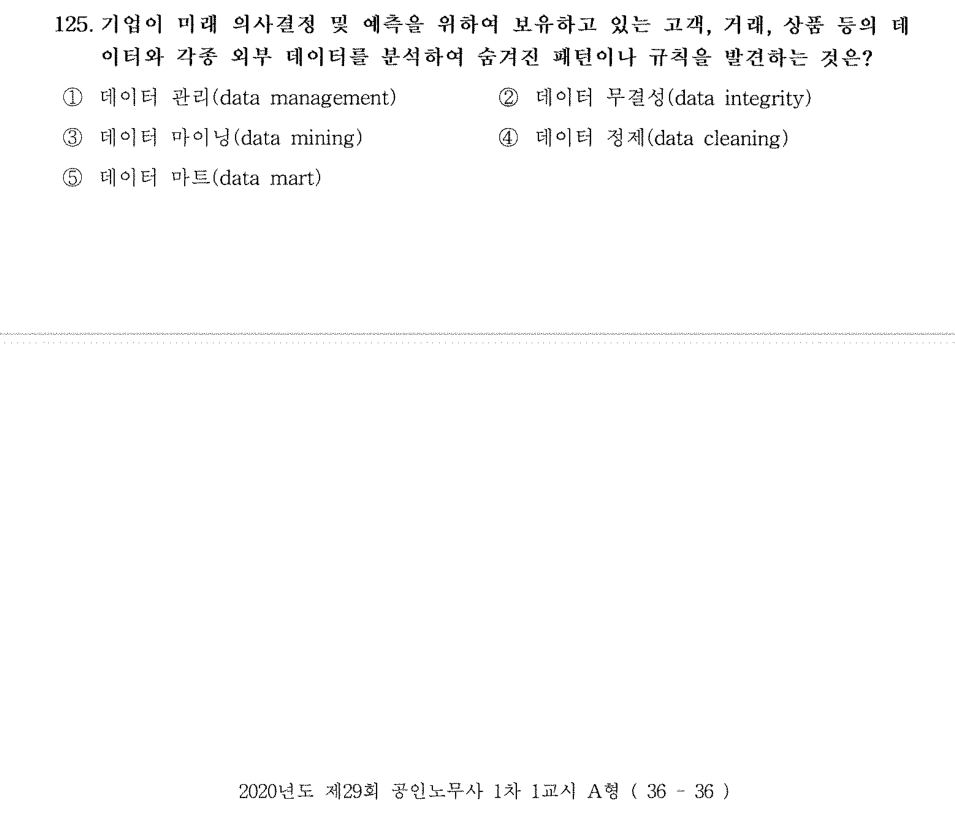 125. 기업이 미래 의사결정 및 예측을 위하여 보유하고 있는 고객, 거래, 상품 등의 데
이터와 각종 외부 데이터를 분석하여 숨겨진 패턴이나 규칙을 발견하는 것은?
① 데이터 관리(data management) ② 데이터 무결성(data integrity)
③ 데이터 마이닝(data mining) ④ 데이터 정제(data cleaning)
⑤ 데이터 마트(data mart)
2020년도 제29회 공인노무사 1차 1교시 A형 ( 36 - 36 )